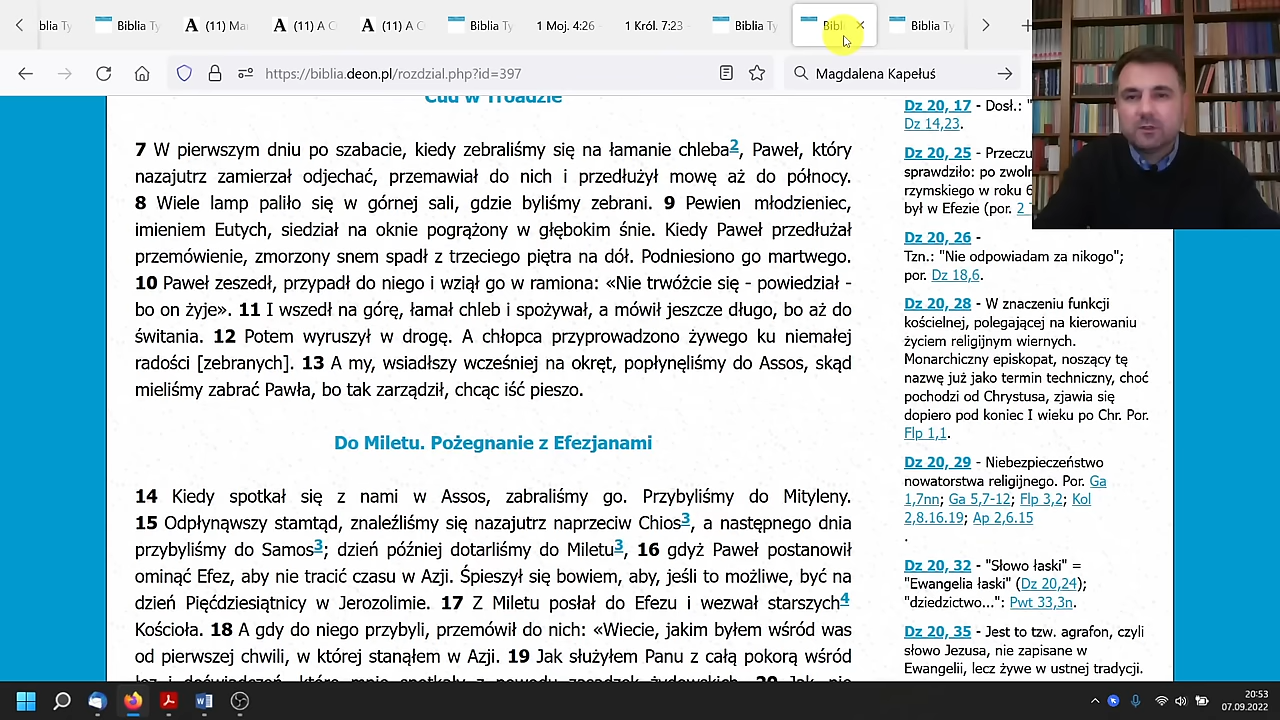 Biblia Ty
(11) Ma
(11) A C
(11) A C
Biblia Ty
1 Moj. 4:26
1 Król. 7:23
Biblia Ty
Bibl
Biblia Ty
https://biblia.deon.pl/rozdzial.php?id=397
Magdalena Kapełuś
Cud w Troadzie
7 W pierwszym dniu po szabacie, kiedy zebraliśmy się na łamanie chleba2, Paweł, który
nazajutrz zamierzał odjechać, przemawiał do nich i przedłużył mowę aż do północy.
8 Wiele lamp paliło się w górnej sali, gdzie byliśmy zebrani. 9 Pewien młodzieniec,
imieniem Eutych, siedział na oknie pogrążony w głębokim śnie. Kiedy Paweł przedłużał
przemówienie, zmorzony snem spadł z trzeciego piętra na dół. Podniesiono go martwego.
10 Paweł zeszedł, przypadł do niego i wziął go w ramiona: «Nie trwóżcie się - powiedział -
bo on żyje». 11 I wszedł na górę, łamał chleb i spożywał, a mówił jeszcze długo, bo aż do
świtania. 12 Potem wyruszył w drogę. A chłopca przyprowadzono żywego ku niemałej
radości [zebranych]. 13 A my, wsiadłszy wcześniej na okręt, popłynęliśmy do Assos, skąd
mieliśmy zabrać Pawła, bo tak zarządził, chcąc iść pieszo.
Do Miletu. Pożegnanie z Efezjanami
14 Kiedy spotkał się z nami w Assos, zabraliśmy go. Przybyliśmy do Mityleny.
15 Odpłynąwszy stamtąd, znaleźliśmy się nazajutrz naprzeciw Chios3, a następnego dnia
przybyliśmy do Samos3; dzień później dotarliśmy do Miletu3, 16 gdyż Paweł postanowił
ominąć Efez, aby nie tracić czasu w Azji. Śpieszył się bowiem, aby, jeśli to możliwe, być na
dzień Pięćdziesiątnicy w Jerozolimie. 17 Z Miletu posłał do Efezu i wezwał starszych4
Kościoła. 18 A gdy do niego przybyli, przemówił do nich: «Wiecie, jakim byłem wśród was
od pierwszej chwili, w której stanąłem w Azji. 19 Jak służyłem Panu z całą pokorą wśród
Dz 20, 17 - Dosł.: "
Dz 14,23.
Dz 20, 25 - Przeczu
sprawdziło: po zwoln
rzymskiego w roku 6
był w Efezie (por. 2
Dz 20, 26 -
Tzn.: "Nie odpowiadam za nikogo";
por. Dz 18,6.
Dz 20, 28 - W znaczeniu funkcji
kościelnej, polegającej na kierowaniu
życiem religijnym wiernych.
Monarchiczny episkopat, noszący tę
nazwę już jako termin techniczny, choć
pochodzi od Chrystusa, zjawia się
dopiero pod koniec I wieku po Chr. Por.
Flp 1,1.
Dz 20, 29 - Niebezpieczeństwo
nowatorstwa religijnego. Por. Ga
1,7nn; Ga 5,7-12; Flp 3,2; Kol
2,8.16.19; Ap 2,6.15
.
Dz 20, 32 - "Słowo łaski" =
"Ewangelia łaski" (Dz 20,24);
"dziedzictwo...": Pwt 33,3n.
Dz 20, 35 - Jest to tzw. agrafon, czyli
słowo Jezusa, nie zapisane w
Ewangelii, lecz żywe w ustnej tradycji.
20:53
07.09.2022